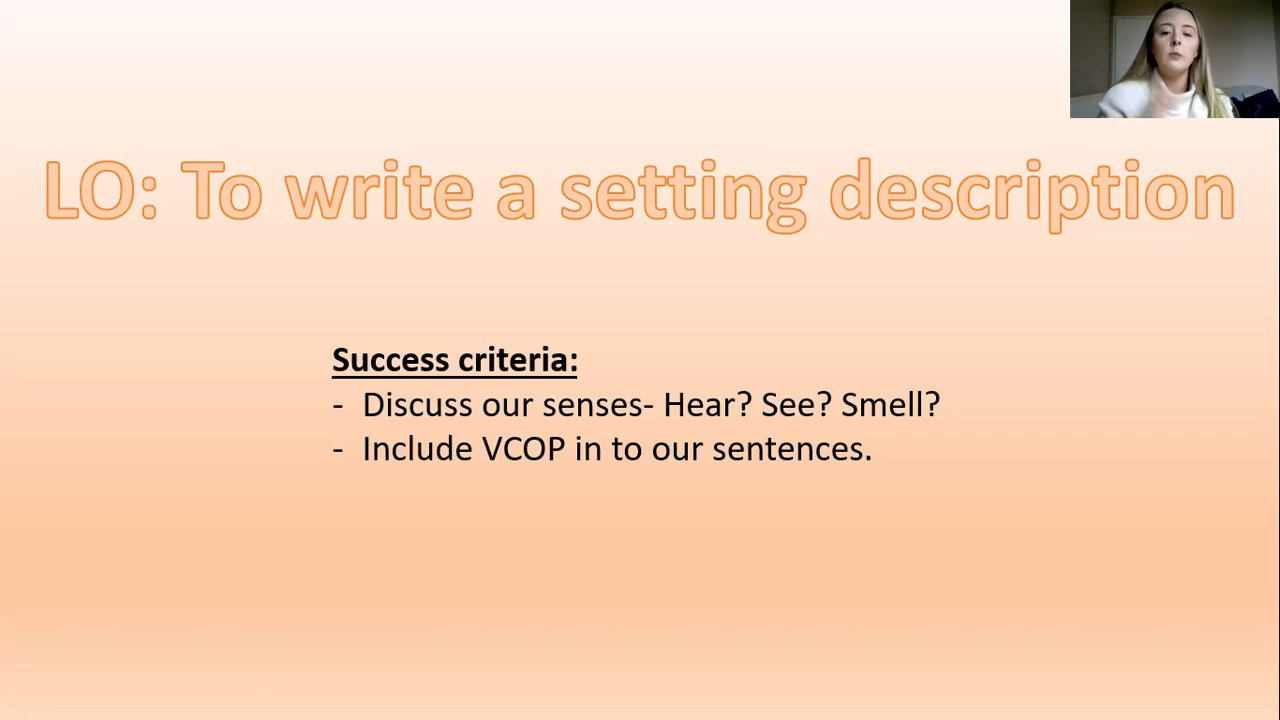 LO: To write a setting description
Success criteria:
- Discuss our senses- Hear? See? Smell?
- Include VCOP in to our sentences.